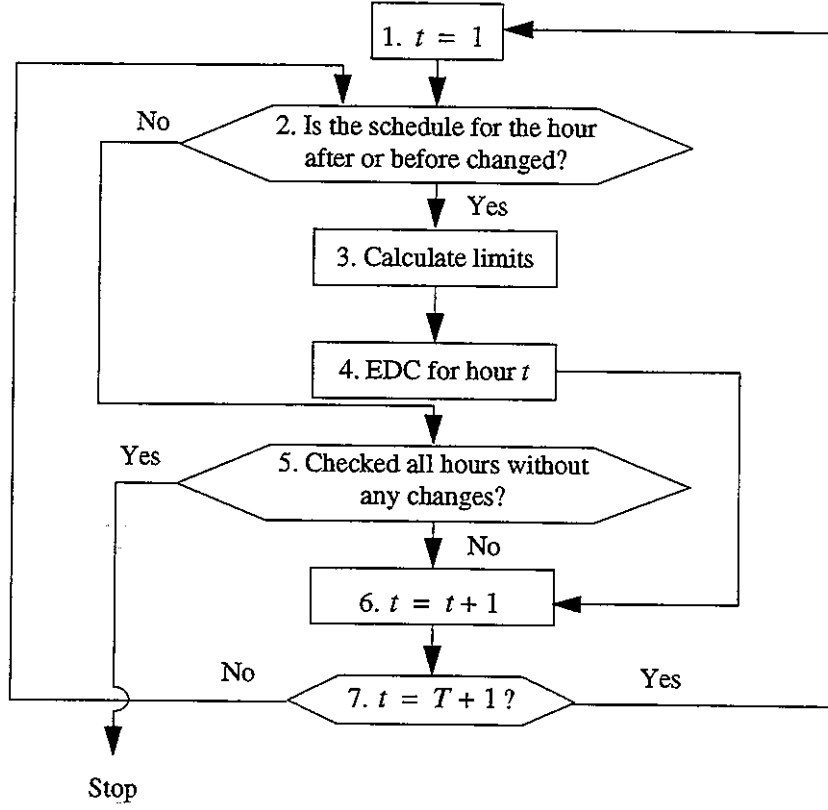 1. t = 1
No
2. Is the schedule for the hour
after or before changed?
Yes
3. Calculate limits
4. EDC for hour t
Yes
5. Checked all hours without
any changes?
No
6. t = t + 1
No
7. t = T + 1 ?
Yes
Stop